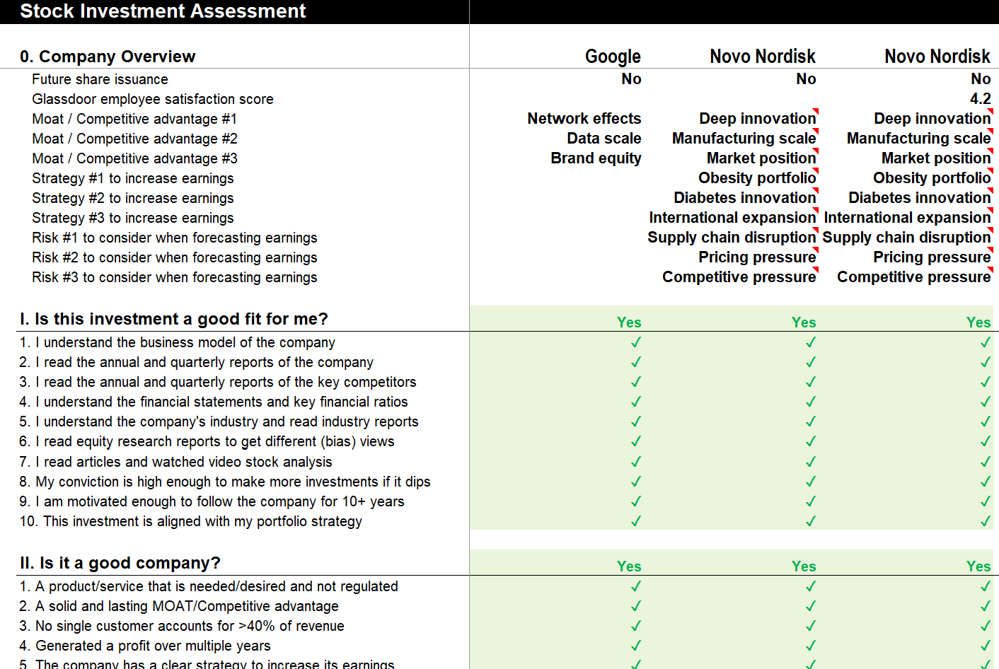 Stock Investment Assessment
0. Company Overview Google Novo Nordisk Novo Nordisk
Future share issuance No No No
Glassdoor employee satisfaction score 4.2
Moat / Competitive advantage #1 Network effects Deep innovation Deep innovation
Moat / Competitive advantage #2 Data scale Manufacturing scale Manufacturing scale
Moat / Competitive advantage #3 Brand equity Market position Market position
Strategy #1 to increase earnings Obesity portfolio Obesity portfolio
Strategy #2 to increase earnings Diabetes innovation Diabetes innovation
Strategy #3 to increase earnings International expansion International expansion
Risk #1 to consider when forecasting earnings Supply chain disruption Supply chain disruption
Risk #2 to consider when forecasting earnings Pricing pressure Pricing pressure
Risk #3 to consider when forecasting earnings Competitive pressure Competitive pressure
I. Is this investment a good fit for me? Yes Yes Yes
1. I understand the business model of the company ✓ ✓ ✓
2. I read the annual and quarterly reports of the company ✓ ✓ ✓
3. I read the annual and quarterly reports of the key competitors ✓ ✓ ✓
4. I understand the financial statements and key financial ratios ✓ ✓ ✓
5. I understand the company's industry and read industry reports ✓ ✓ ✓
6. I read equity research reports to get different (bias) views ✓ ✓ ✓
7. I read articles and watched video stock analysis ✓ ✓ ✓
8. My conviction is high enough to make more investments if it dips ✓ ✓ ✓
9. I am motivated enough to follow the company for 10+ years ✓ ✓ ✓
10. This investment is aligned with my portfolio strategy ✓ ✓ ✓
II. Is it a good company? Yes Yes Yes
1. A product/service that is needed/desired and not regulated ✓ ✓ ✓
2. A solid and lasting MOAT/Competitive advantage ✓ ✓ ✓
3. No single customer accounts for >40% of revenue ✓ ✓ ✓
4. Generated a profit over multiple years ✓ ✓ ✓
5. The company has a clear strategy to increase its earnings ✓ ✓ ✓